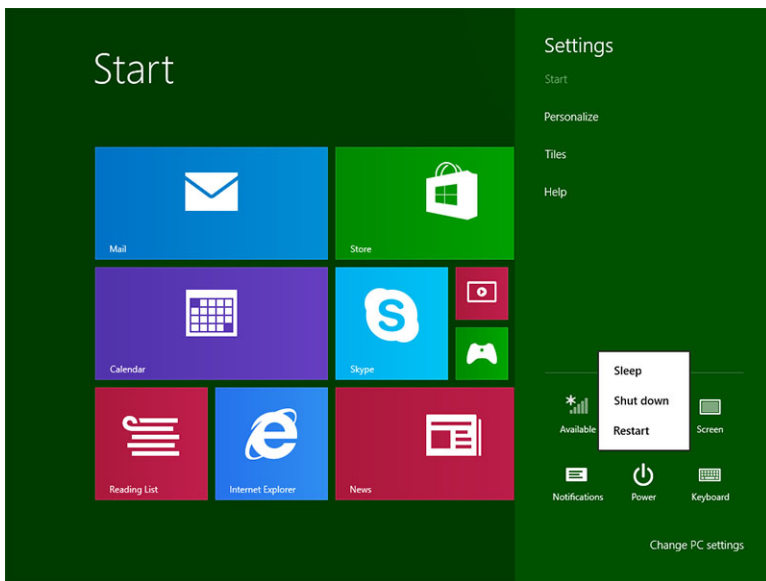 Start
Mail
Store
Calendar
Skype
Reading List
Internet Explorer
News
Settings
Start
Personalize
Tiles
Help
Sleep
Shut down
Restart
Available
Screen
Notifications
Power
Keyboard
Change PC settings